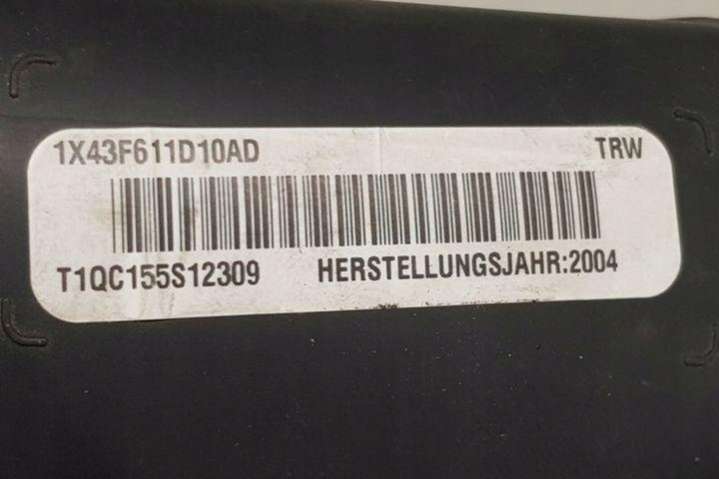 1X43F611D10AD TRW
T1QC155S12309 HERSTELLUNGSJAHR:2004